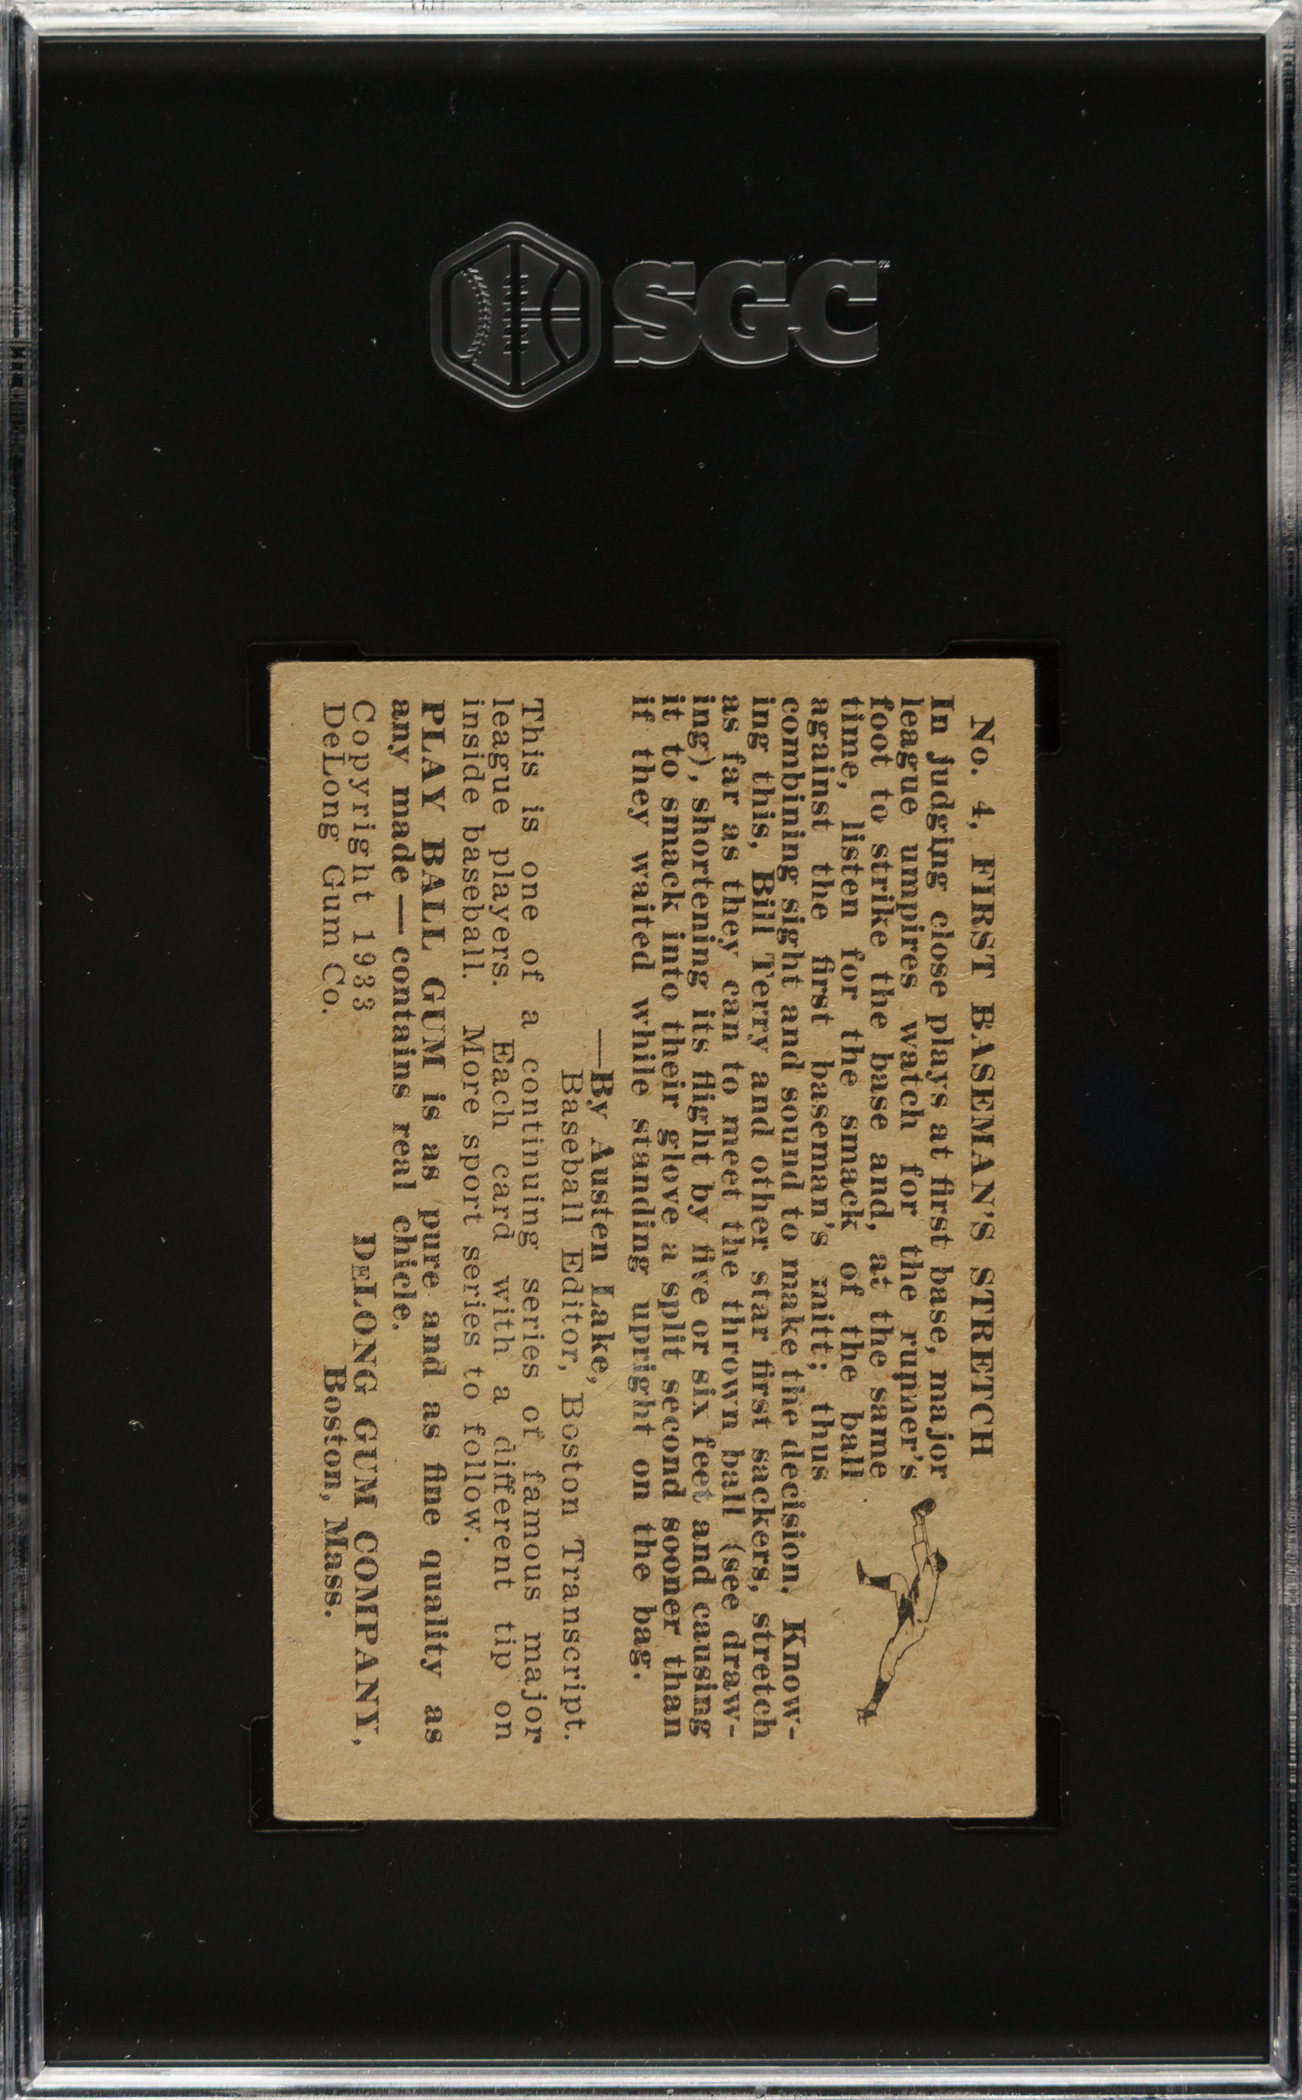 SGC
No. 4, FIRST BASEMAN'S STRETCH
In judging close plays at first base, major
league umpires watch for the runner's
foot to strike the base and, at the same
time, listen for the smack of the ball
against the first baseman's mitt; thus
combining sight and sound to make the decision. Know-
ing this, Bill Terry and other star first sackers, stretch
as far as they can to meet the thrown ball (see draw-
ing), shortening its flight by five or six feet and causing
it to smack into their glove a split second sooner than
if they waited while standing upright on the bag.
—By Austen Lake,
Baseball Editor, Boston Transcript.
This is one of a continuing series of famous major
league players. Each card with a different tip on
inside baseball. More sport series to follow.
PLAY BALL GUM is as pure and as fine quality as
any made — contains real chicle.
Copyright 1933 DeLONG GUM COMPANY,
DeLong Gum Co. Boston, Mass.